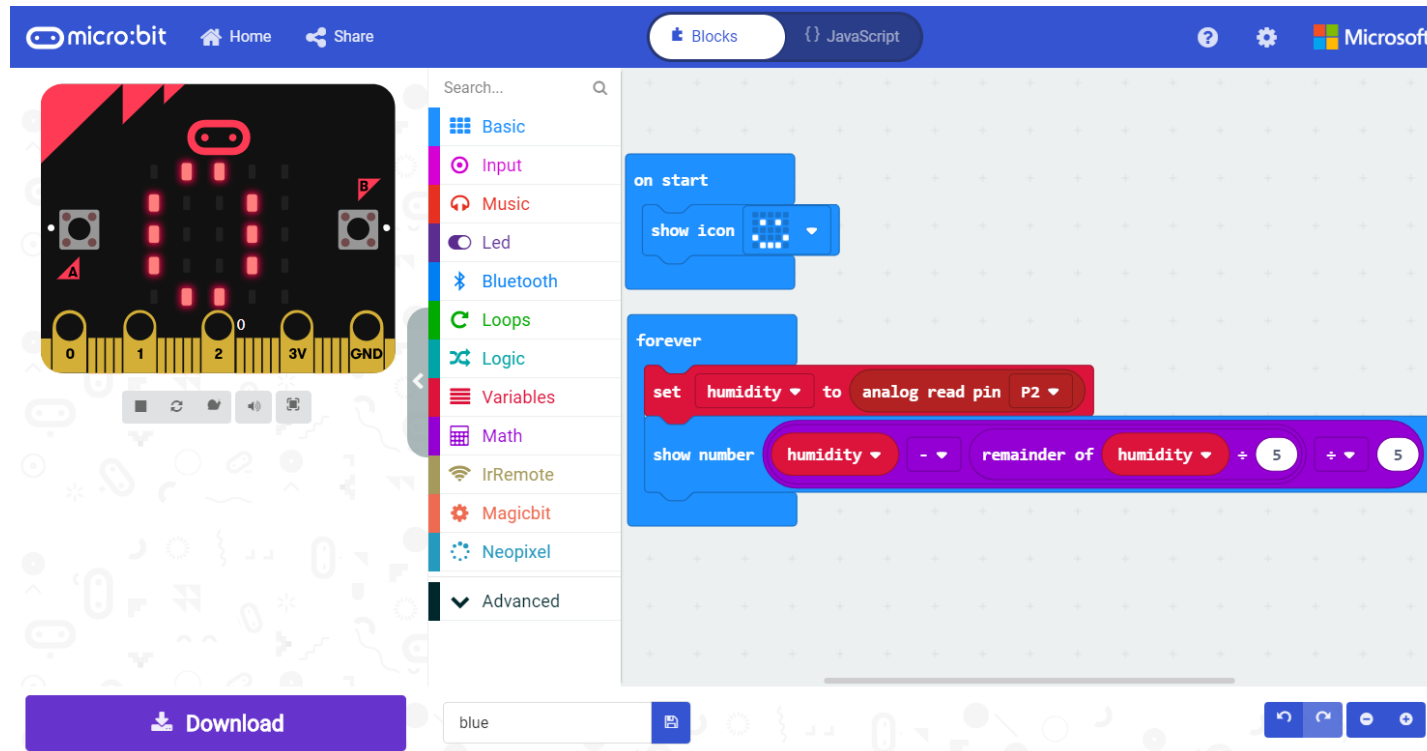 micro:bit Home Share Blocks {} JavaScript ? Microsoft
Search...
Basic
Input
Music
Led
Bluetooth
Loops
Logic
Variables
Math
IrRemote
Magicbit
Neopixel
Advanced
B
A
0
0 1 2 3V GND
on start
show icon
forever
set humidity to analog read pin P2
show number humidity - remainder of humidity ÷ 5 ÷ 5
Download
blue